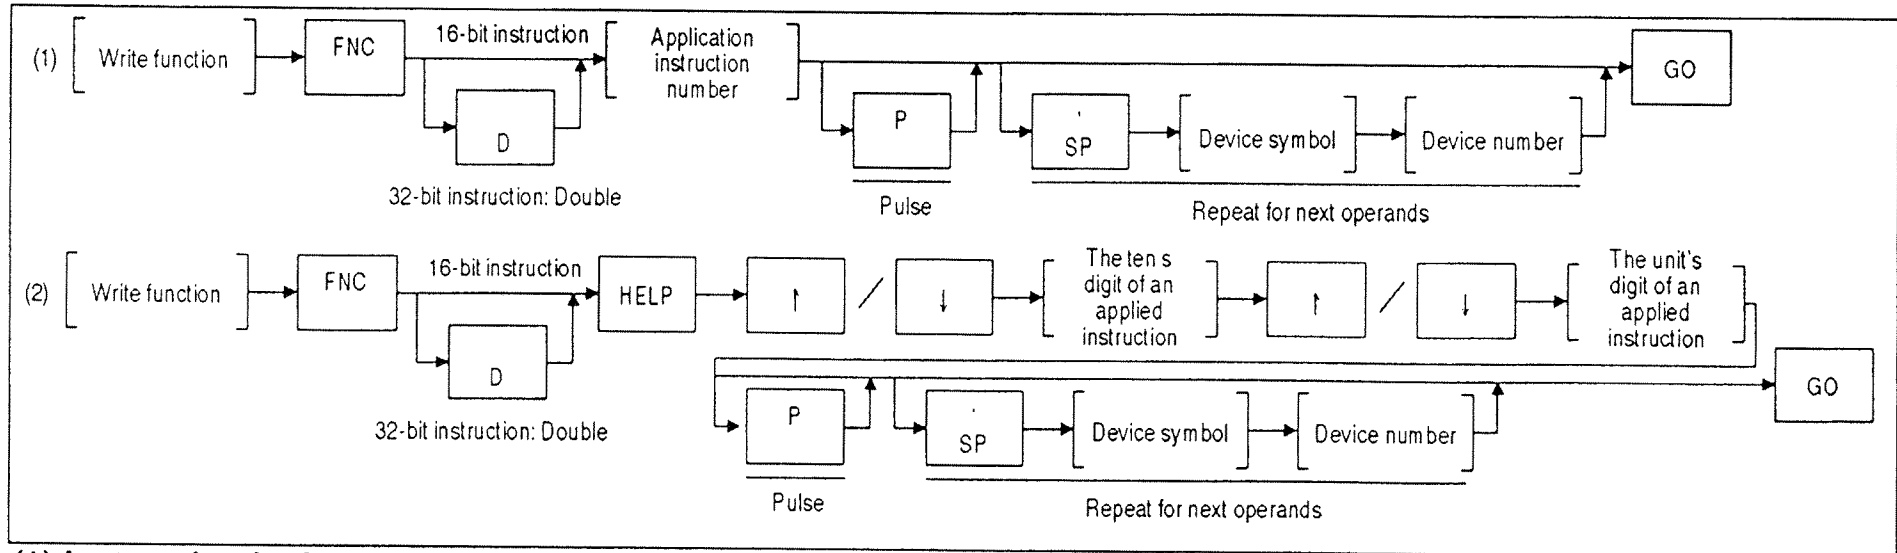 (1) Write function FNC 16-bit instruction Application instruction number GO
D
P
' SP Device symbol Device number
32-bit instruction: Double
Pulse
Repeat for next operands
(2) Write function FNC 16-bit instruction HELP ↑ / ↓ The ten s digit of an applied instruction ↑ / ↓ The unit's digit of an applied instruction
D
32-bit instruction: Double
P
' SP Device symbol Device number GO
Pulse
Repeat for next operands